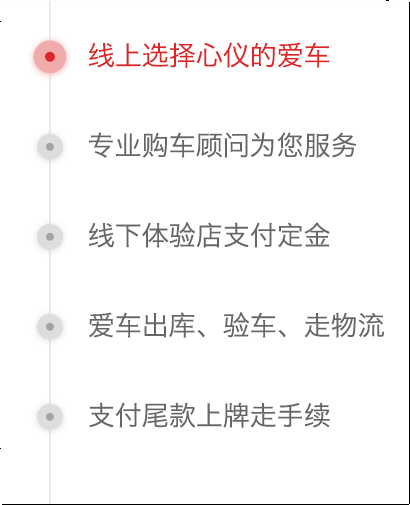 线上选择心仪的爱车
专业购车顾问为您服务
线下体验店支付定金
爱车出库、验车、走物流
支付尾款上牌走手续